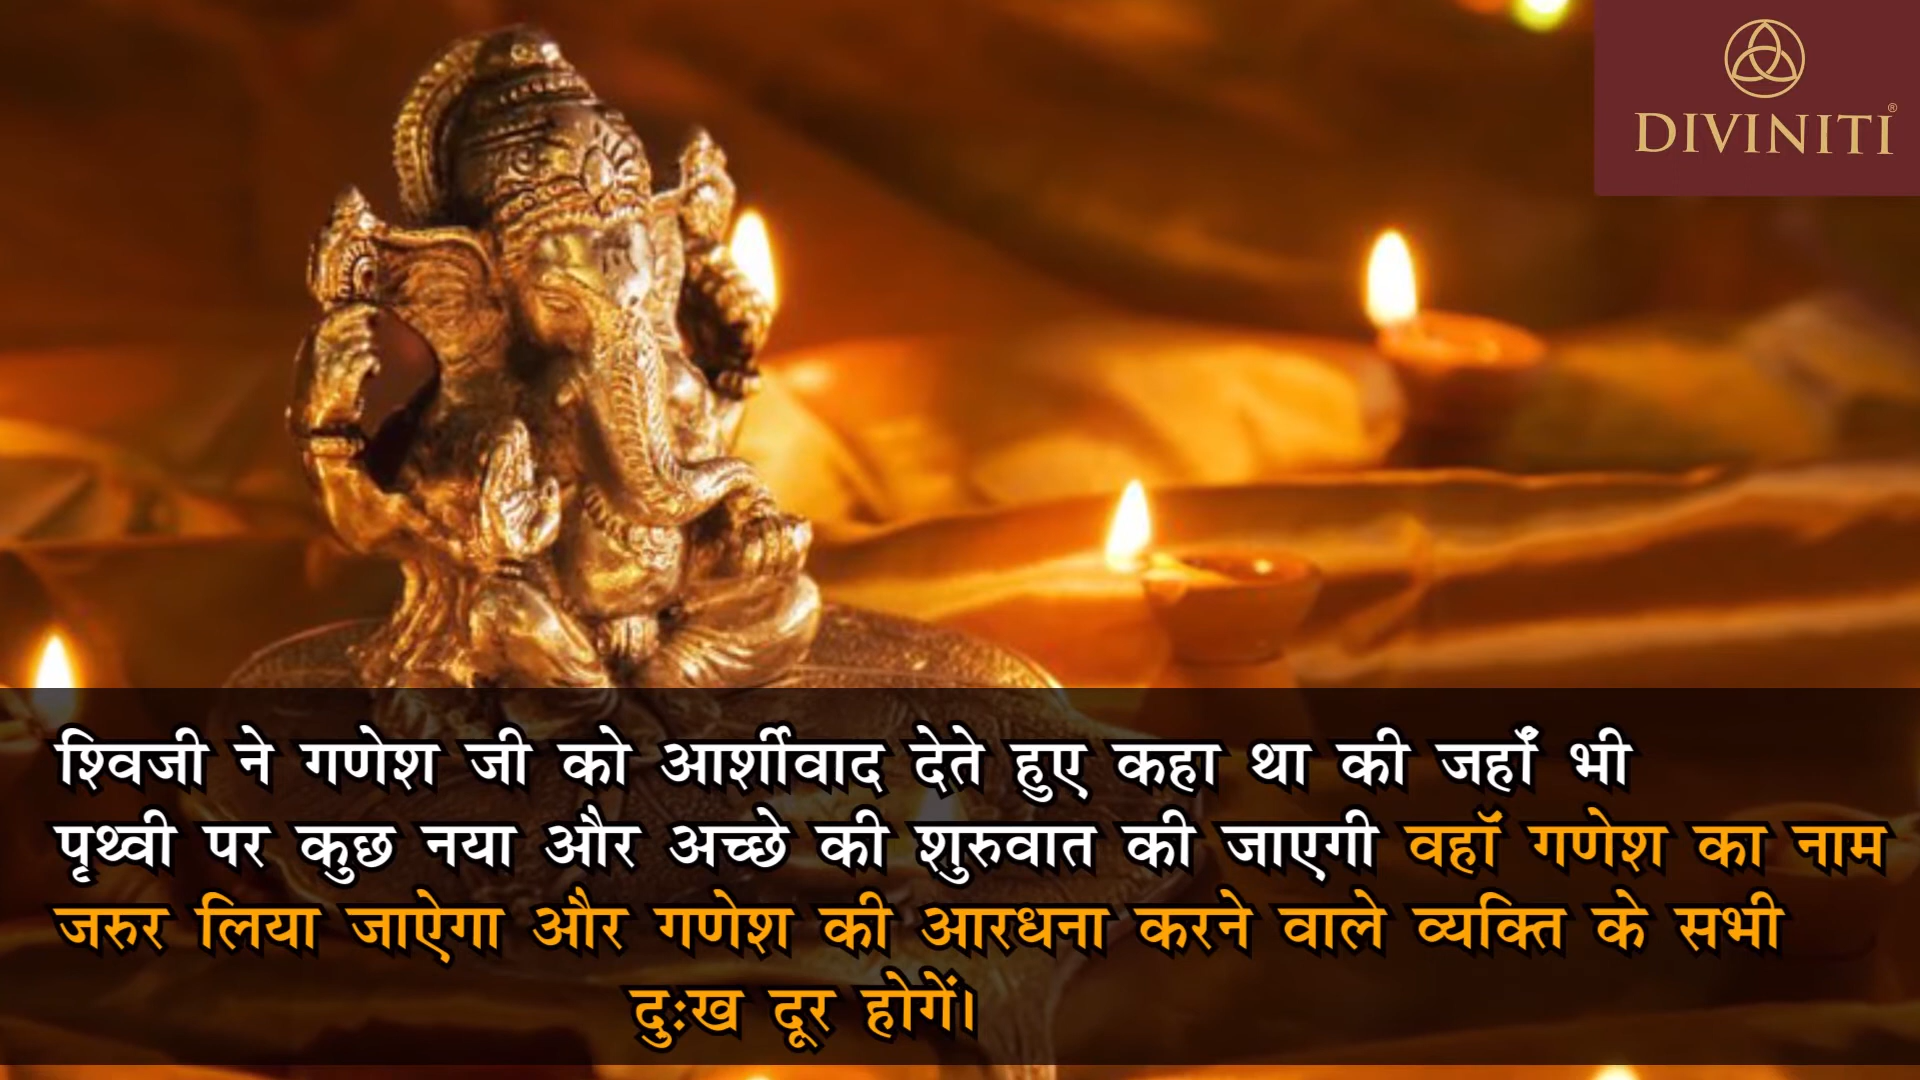 DIVINITI®
श्विजी ने गणेश जी को आर्शीवाद देते हुए कहा था की जहाँ भी
पृथ्वी पर कुछ नया और अच्छे की शुरुवात की जाएगी वहॉ गणेश का नाम
जरुर लिया जाऐगा और गणेश की आरधना करने वाले व्यक्ति के सभी
दुःख दूर होगें।